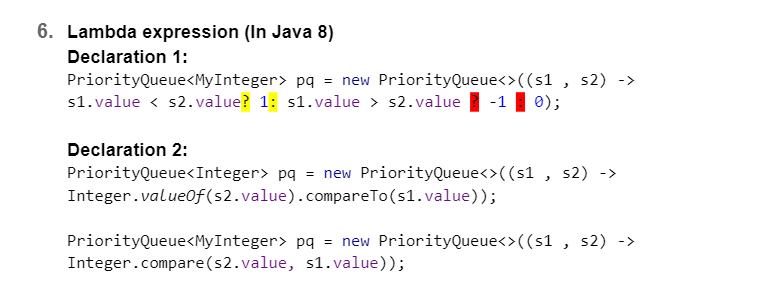 6. Lambda expression (In Java 8)
Declaration 1:
PriorityQueue<MyInteger> pq = new PriorityQueue<>((s1 , s2) ->
s1.value < s2.value? 1: s1.value > s2.value ? -1 : 0);
Declaration 2:
PriorityQueue<Integer> pq = new PriorityQueue<>((s1 , s2) ->
Integer.valueOf(s2.value).compareTo(s1.value));
PriorityQueue<MyInteger> pq = new PriorityQueue<>((s1 , s2) ->
Integer.compare(s2.value, s1.value));